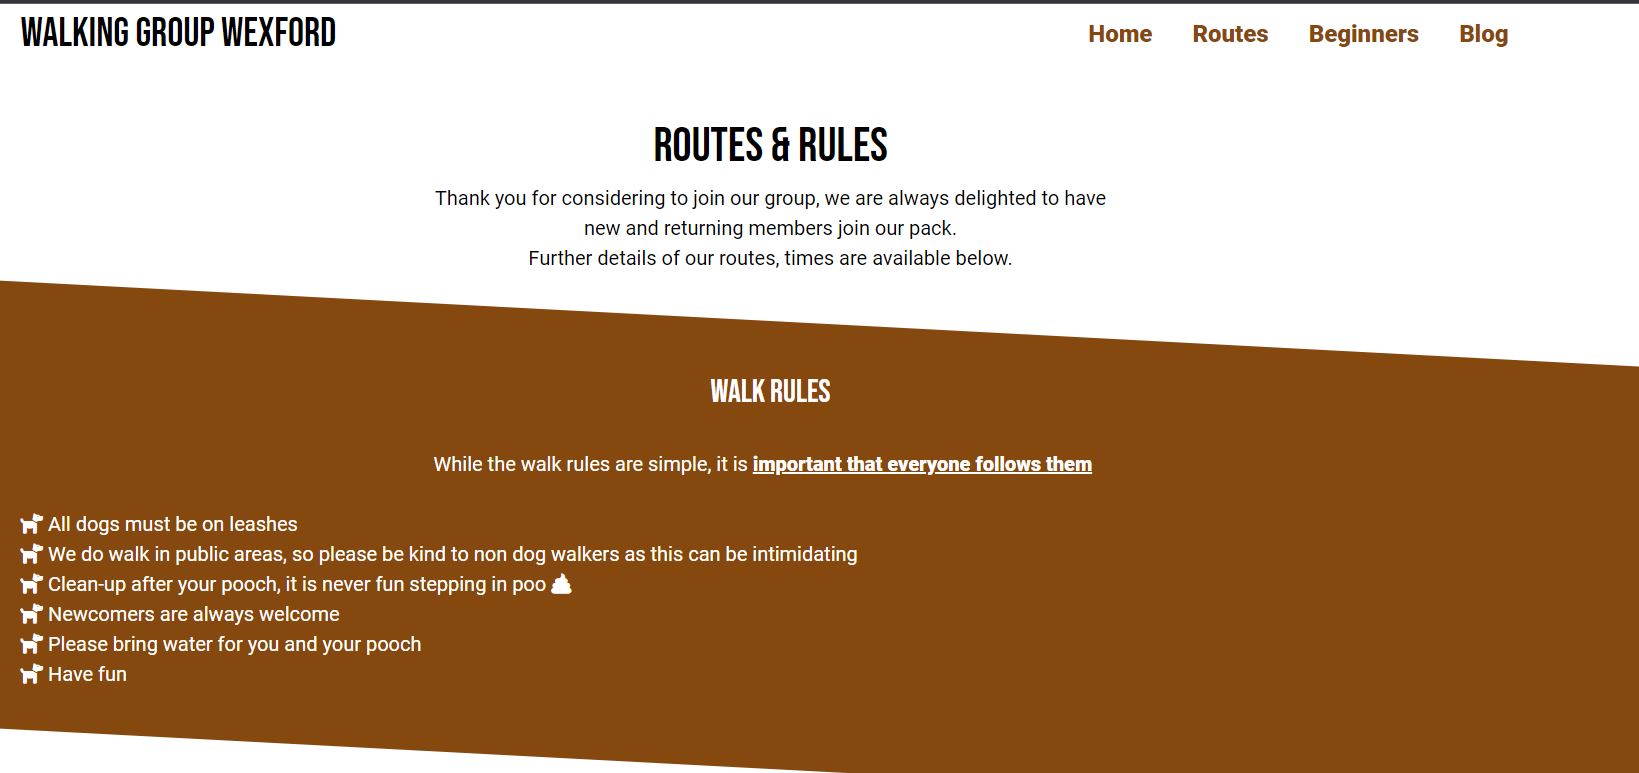 WALKING GROUP WEXFORD
Home Routes Beginners Blog
ROUTES & RULES
Thank you for considering to join our group, we are always delighted to have
new and returning members join our pack.
Further details of our routes, times are available below.
WALK RULES
While the walk rules are simple, it is important that everyone follows them
All dogs must be on leashes
We do walk in public areas, so please be kind to non dog walkers as this can be intimidating
Clean-up after your pooch, it is never fun stepping in poo
Newcomers are always welcome
Please bring water for you and your pooch
Have fun